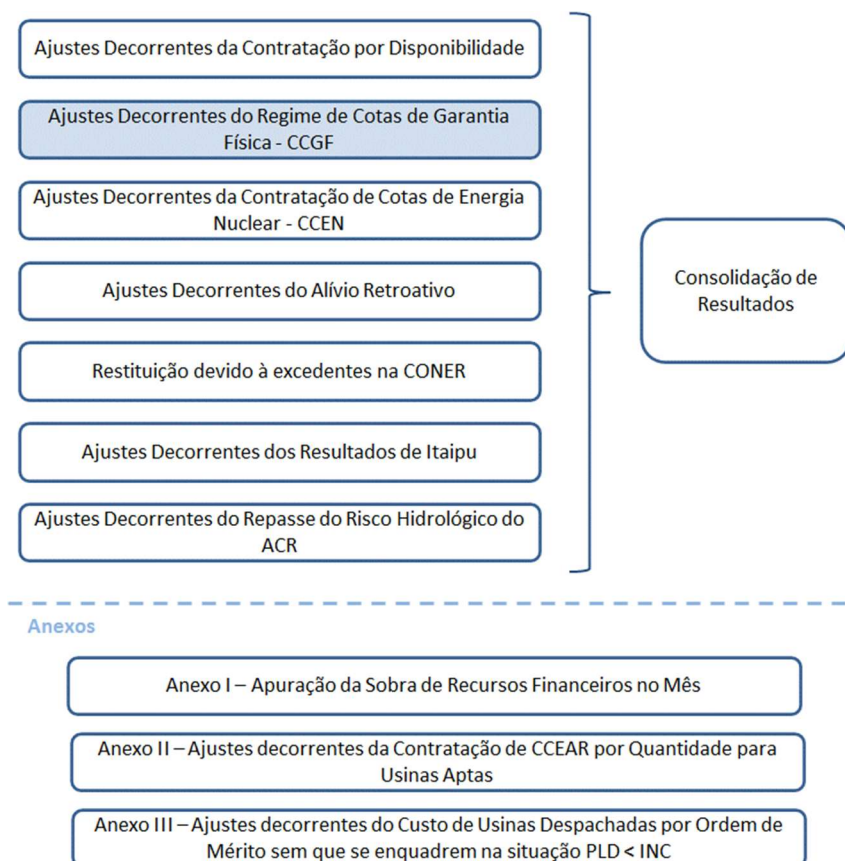 Ajustes Decorrentes da Contratação por Disponibilidade
Ajustes Decorrentes do Regime de Cotas de Garantia
Física - CCGF
Ajustes Decorrentes da Contratação de Cotas de Energia
Nuclear - CCEN
Ajustes Decorrentes do Alívio Retroativo
Restituição devido à excedentes na CONER
Ajustes Decorrentes dos Resultados de Itaipu
Ajustes Decorrentes do Repasse do Risco Hidrológico do
ACR
Consolidação de
Resultados
Anexos
Anexo I – Apuração da Sobra de Recursos Financeiros no Mês
Anexo II – Ajustes decorrentes da Contratação de CCEAR por Quantidade para
Usinas Aptas
Anexo III – Ajustes decorrentes do Custo de Usinas Despachadas por Ordem de
Mérito sem que se enquadrem na situação PLD < INC